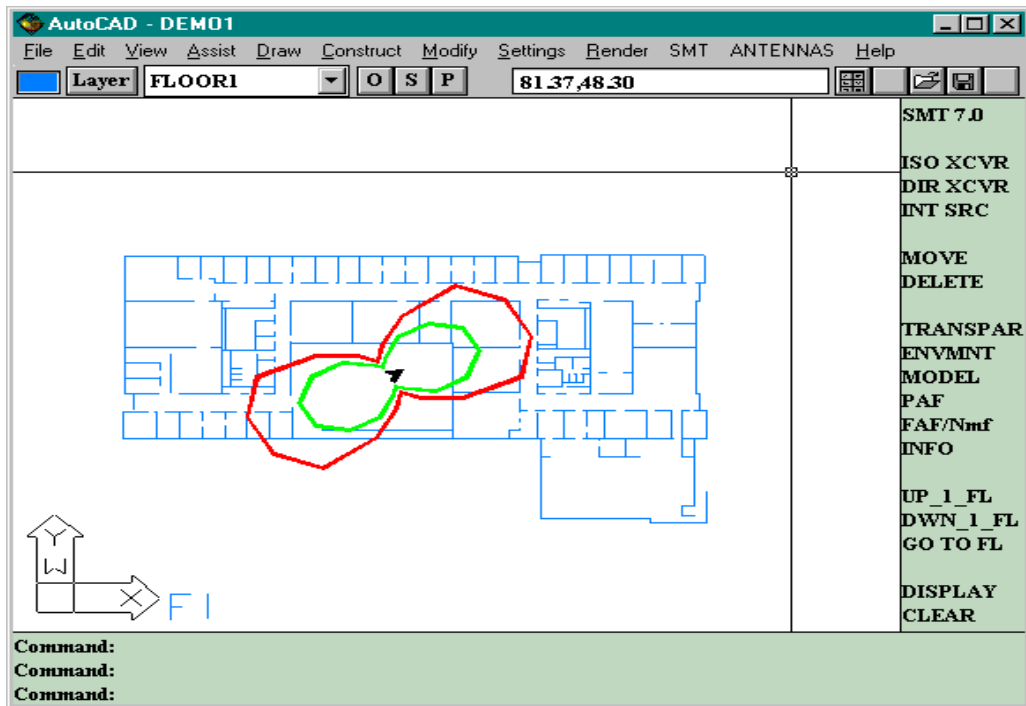 AutoCAD - DEMO1
File Edit View Assist Draw Construct Modify Settings Render SMT ANTENNAS Help
Layer FLOOR1 O S P 81.37,48.30
SMT 7.0
ISO XCVR
DIR XCVR
INT SRC
MOVE
DELETE
TRANSPAR
ENVMNT
MODEL
PAF
FAF/Nmf
INFO
UP_1_FL
DWN_1_FL
GO TO FL
DISPLAY
CLEAR
Y
W
X
F1
Command:
Command:
Command: